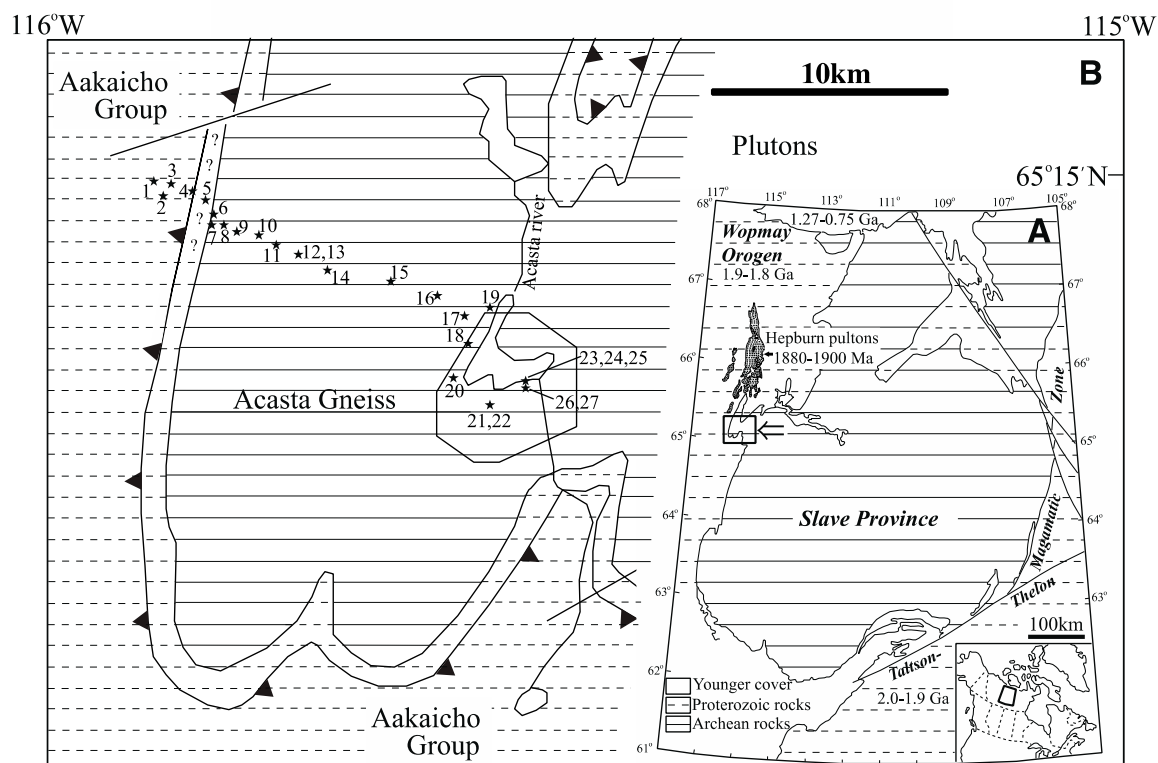 116°W
115°W
Aakaicho
Group
10km
B
Plutons
65°15'N
?
?
?
?
1
2
3
4
5
6
7
8
9
10
11
12,13
14
15
16
17
18
19
20
21,22
23,24,25
26,27
Acasta river
Acasta Gneiss
Aakaicho
Group
A
117°
115°
113°
111°
109°
107°
105°
68°
68°
1.27-0.75 Ga
Wopmay
Orogen
1.9-1.8 Ga
67°
67°
Hepburn pultons
1880-1900 Ma
66°
66°
Zone
65°
65°
Slave Province
64°
64°
Magamatic
63°
63°
Thelon
100km
Taltson-
62°
2.0-1.9 Ga
61°
Younger cover
Proterozoic rocks
Archean rocks